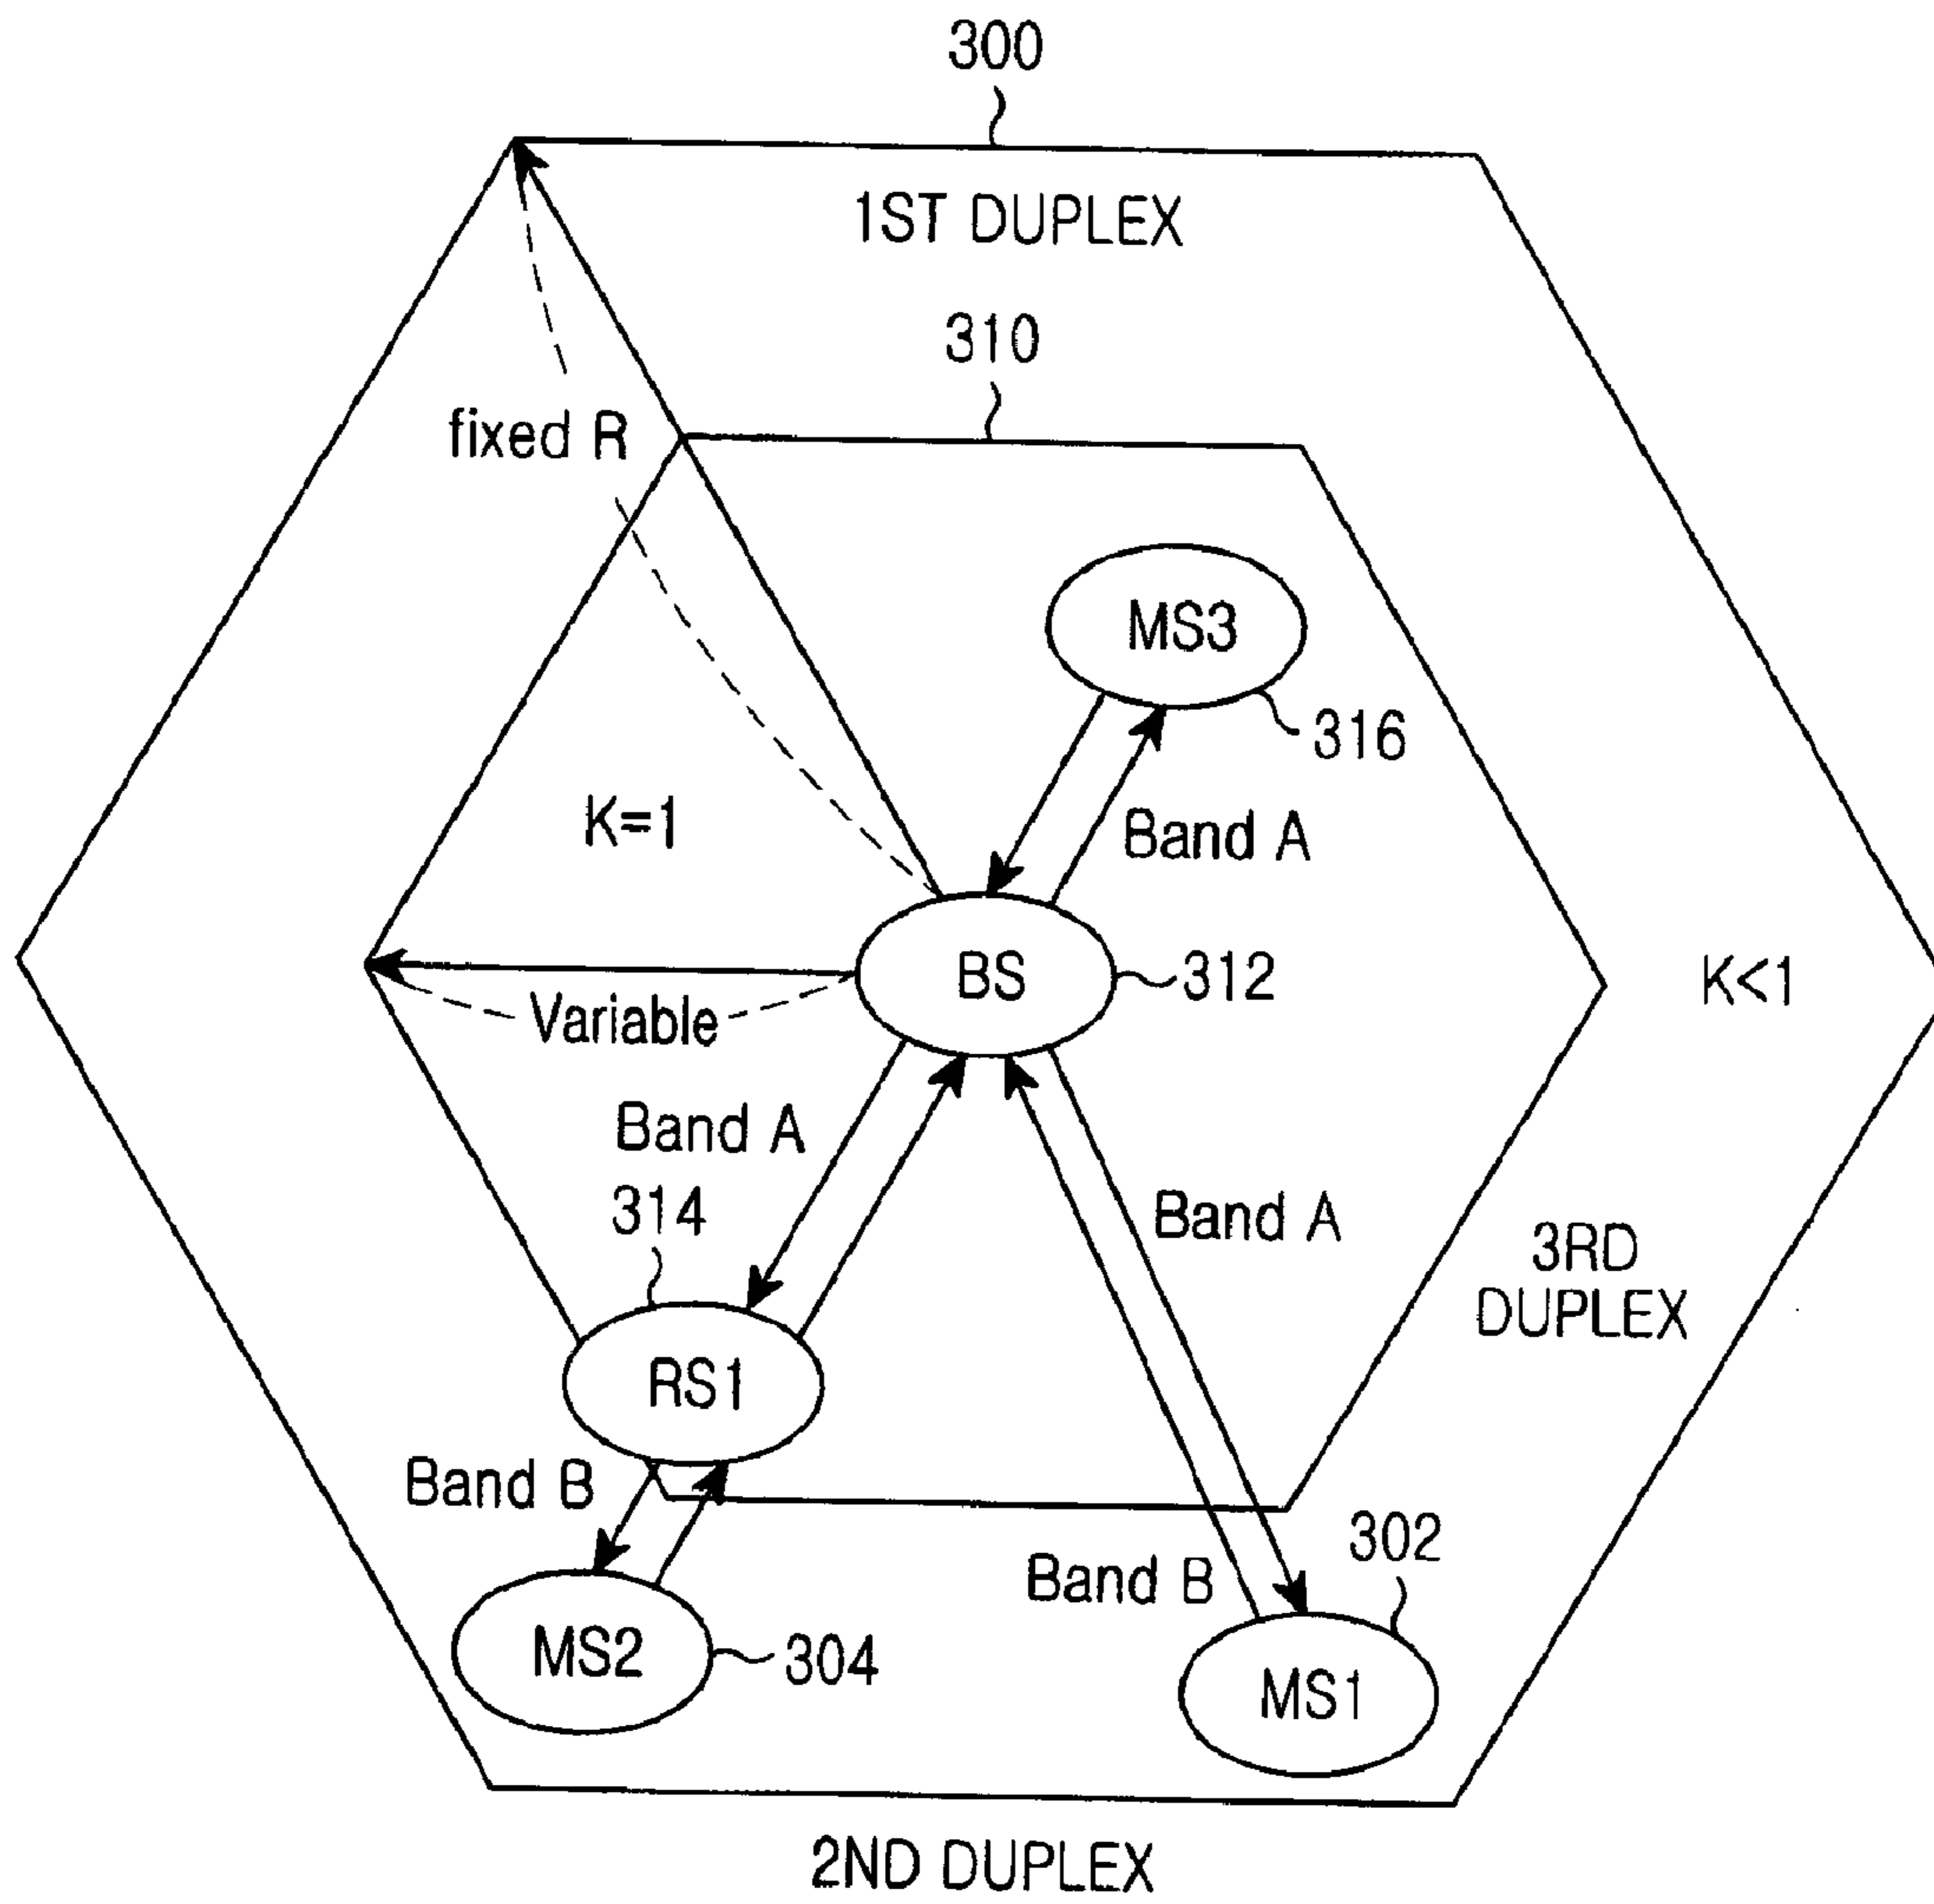 300
1ST DUPLEX
310
fixed R
MS3
316
K=1
Band A
BS
312
K<1
Variable
Band A
314
Band A
3RD
DUPLEX
RS1
Band B
302
Band B
MS2
304
MS1
2ND DUPLEX